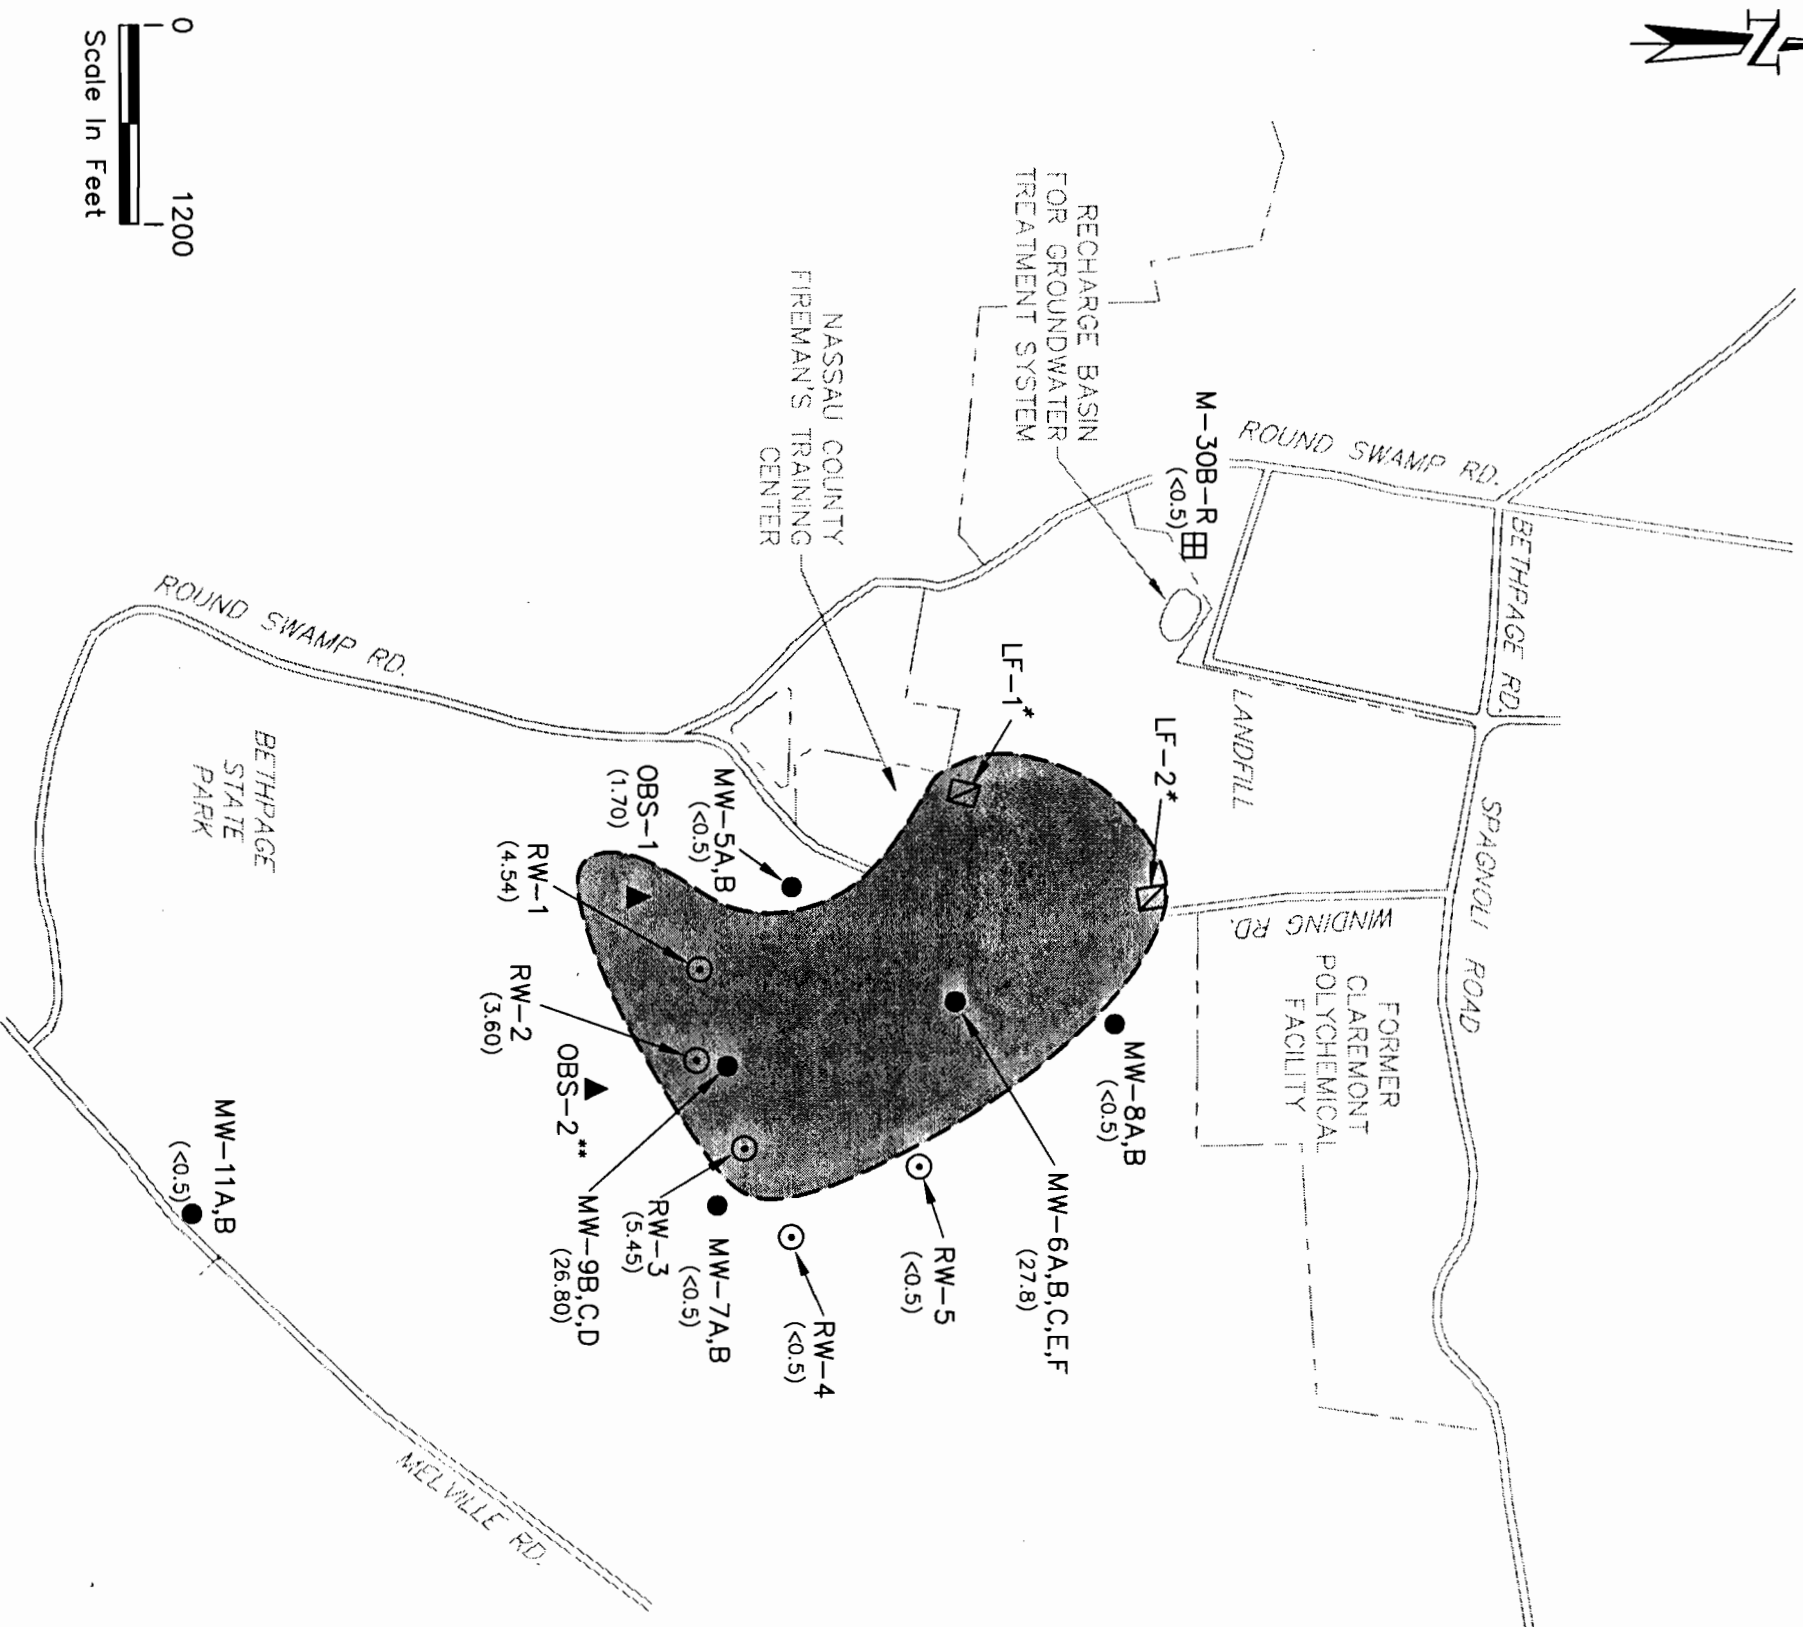 N
0
1200
Scale In Feet
RECHARGE BASIN
FOR GROUNDWATER
TREATMENT SYSTEM
NASSAU COUNTY
FIREMAN'S TRAINING
CENTER
M-30B-R
(<0.5)
ROUND SWAMP RD.
BETHPAGE RD.
LANDFILL
LF-1*
LF-2*
SPAGNOLI ROAD
WINDING RD.
FORMER
CLAREMONT
POLYCHEMICAL
FACILITY
ROUND SWAMP RD.
BETHPAGE
STATE
PARK
MW-5A,B
(<0.5)
OBS-1
(1.70)
RW-1
(4.54)
RW-2
(3.60)
OBS-2**
MW-8A,B
(<0.5)
MW-6A,B,C,E,F
(27.8)
RW-5
(<0.5)
RW-4
(<0.5)
MW-7A,B
(<0.5)
RW-3
(5.45)
MW-9B,C,D
(26.80)
MW-11A,B
(<0.5)
MELVILLE RD.